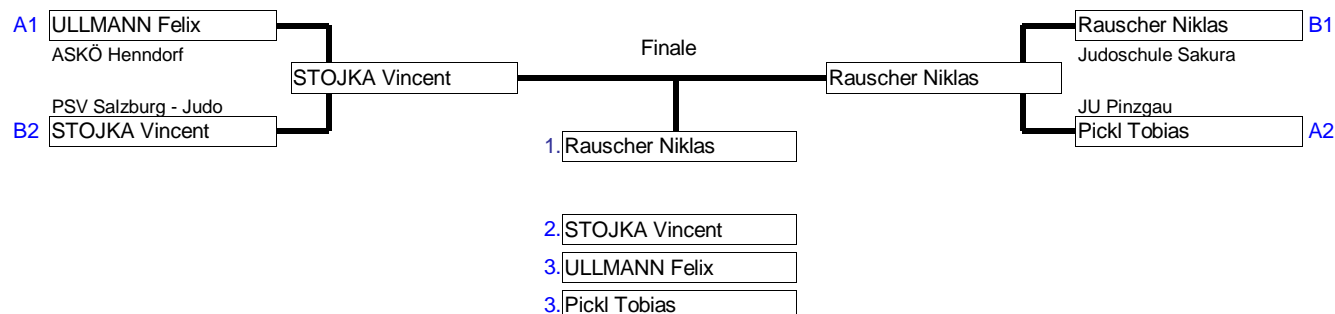 A1 ULLMANN Felix
ASKÖ Henndorf
STOJKA Vincent
PSV Salzburg - Judo
B2 STOJKA Vincent
Finale
Rauscher Niklas B1
Judoschule Sakura
Rauscher Niklas
JU Pinzgau
Pickl Tobias A2
1. Rauscher Niklas
2. STOJKA Vincent
3. ULLMANN Felix
3. Pickl Tobias